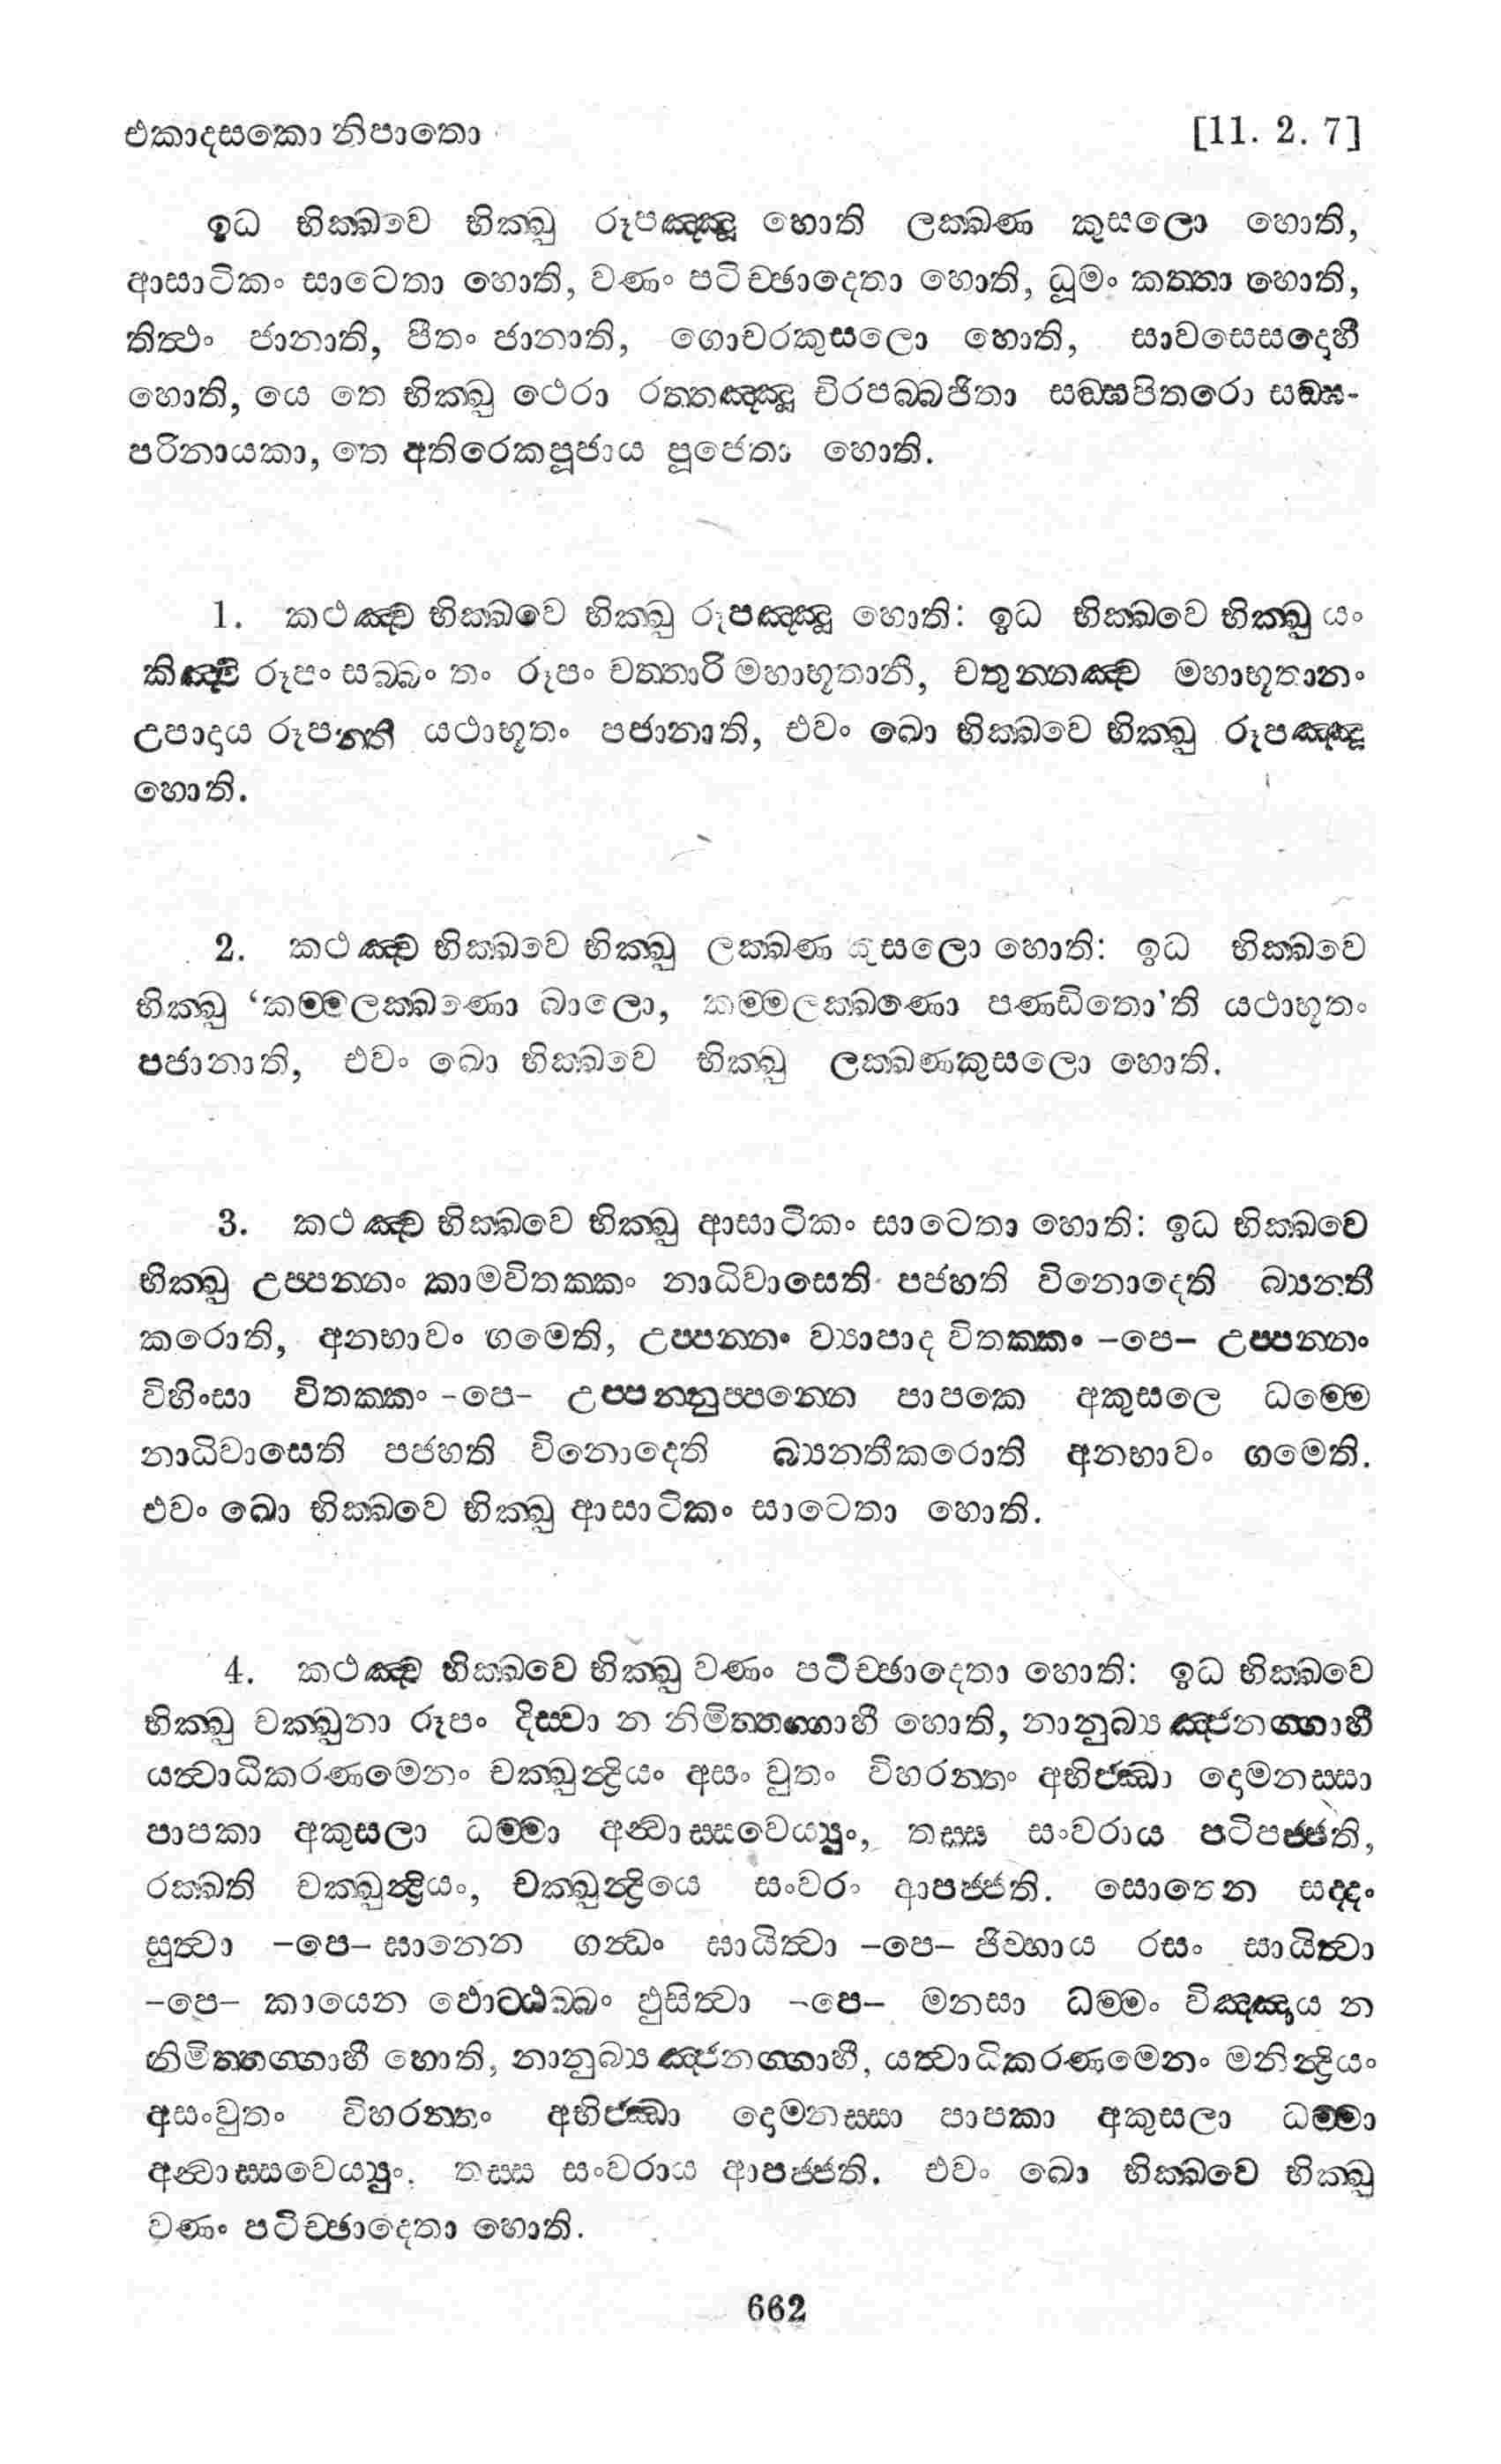 එකාදසකො නිපාතො [11. 2. 7]
ඉධ භික්ඛවෙ භික්ඛු රූපඤ්ඤූ හොති ලක්ඛණ කුසලො හොති,
ආසාටිකං සාටෙතා හොති, වණං පටිච්ඡාදෙතා හොති, ධූමං කත්තා හොති,
තිත්ථං ජානාති, පීතං ජානාති, ගොචරකුසලො හොති, සාවසෙසදොහී
හොති, යෙ තෙ භික්ඛු ථෙරා රත්තඤ්ඤූ චිරපබ්බජිතා සඞ්ඝපිතරො සඞ්ඝ-
පරිනායකා, තෙ අතිරෙකපූජාය පූජෙතා හොති.
1. කථඤ්ච භික්ඛවෙ භික්ඛු රූපඤ්ඤූ හොති: ඉධ භික්ඛවෙ භික්ඛු යං
කිඤ්චි රූපං සබ්බං තං රූපං චත්තාරි මහාභූතානි, චතුන්නඤ්ච මහාභූතානං
උපාදාය රූපන්ති යථාභූතං පජානාති, එවං ඛො භික්ඛවෙ භික්ඛු රූපඤ්ඤූ
හොති.
2. කථඤ්ච භික්ඛවෙ භික්ඛු ලක්ඛණ කුසලො හොති: ඉධ භික්ඛවෙ
භික්ඛු ‘කම්මලක්ඛණො බාලො, කම්මලක්ඛණො පණ්ඩිතො’ති යථාභූතං
පජානාති, එවං ඛො භික්ඛවෙ භික්ඛු ලක්ඛණකුසලො හොති.
3. කථඤ්ච භික්ඛවෙ භික්ඛු ආසාටිකං සාටෙතා හොති: ඉධ භික්ඛවෙ
භික්ඛු උප්පන්නං කාමවිතක්කං නාධිවාසෙති පජහති විනොදෙති බ්‍යන්තී
කරොති, අනභාවං ගමෙති, උප්පන්නං ව්‍යාපාද විතක්කං -පෙ- උප්පන්නං
විහිංසා විතක්කං -පෙ- උප්පන්නුප්පන්නෙ පාපකෙ අකුසලෙ ධම්මෙ
නාධිවාසෙති පජහති විනොදෙති බ්‍යන්තීකරොති අනභාවං ගමෙති.
එවං ඛො භික්ඛවෙ භික්ඛු ආසාටිකං සාටෙතා හොති.
4. කථඤ්ච භික්ඛවෙ භික්ඛු වණං පටිච්ඡාදෙතා හොති: ඉධ භික්ඛවෙ
භික්ඛු චක්ඛුනා රූපං දිස්වා න නිමිත්තග්ගාහී හොති, නානුබ්‍යඤ්ජනග්ගාහී
යත්වාධිකරණමෙනං චක්ඛුන්ද්‍රියං අසං වුතං විහරන්තං අභිජ්ඣා දොමනස්සා
පාපකා අකුසලා ධම්මා අන්වාස්සවෙය්‍යුං, තස්ස සංවරාය පටිපජ්ජති,
රක්ඛති චක්ඛුන්ද්‍රියං, චක්ඛුන්ද්‍රියෙ සංවරං ආපජ්ජති. සොතෙන සද්දං
සුත්වා -පෙ- ඝානෙන ගන්ධං ඝායිත්වා -පෙ- ජිව්හාය රසං සායිත්වා
-පෙ- කායෙන ඵොට්ඨබ්බං ඵුසිත්වා -පෙ- මනසා ධම්මං විඤ්ඤාය න
නිමිත්තග්ගාහී හොති, නානුබ්‍යඤ්ජනග්ගාහී, යත්වාධිකරණමෙනං මනින්ද්‍රියං
අසංවුතං විහරන්තං අභිජ්ඣා දොමනස්සා පාපකා අකුසලා ධම්මා
අන්වාස්සවෙය්‍යුං, තස්ස සංවරාය ආපජ්ජති. එවං ඛො භික්ඛවෙ භික්ඛු
වණං පටිච්ඡාදෙතා හොති.
662